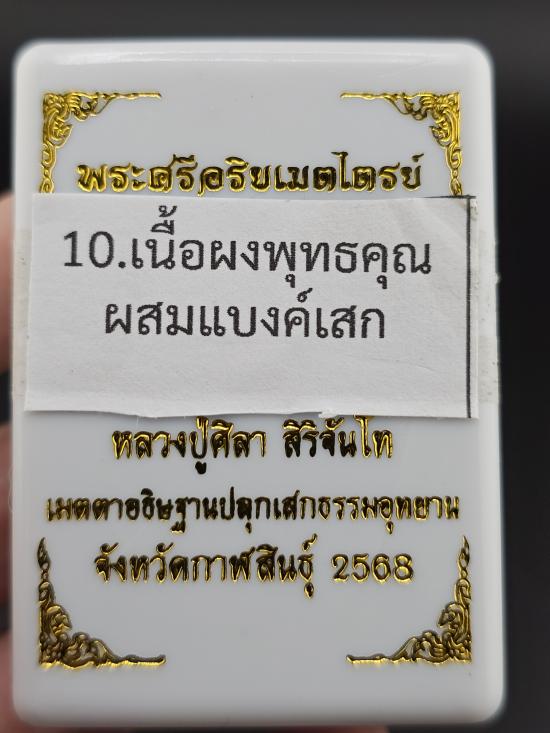 พระศรีอริยเมตไตรย์
10.เนื้อผงพุทธคุณ
ผสมแบงค์เสก
หลวงปู่ศิลา สิริจันโท
เมตตาอธิษฐานปลุกเสกธรรมอุทยาน
จังหวัดกาฬสินธุ์ 2568